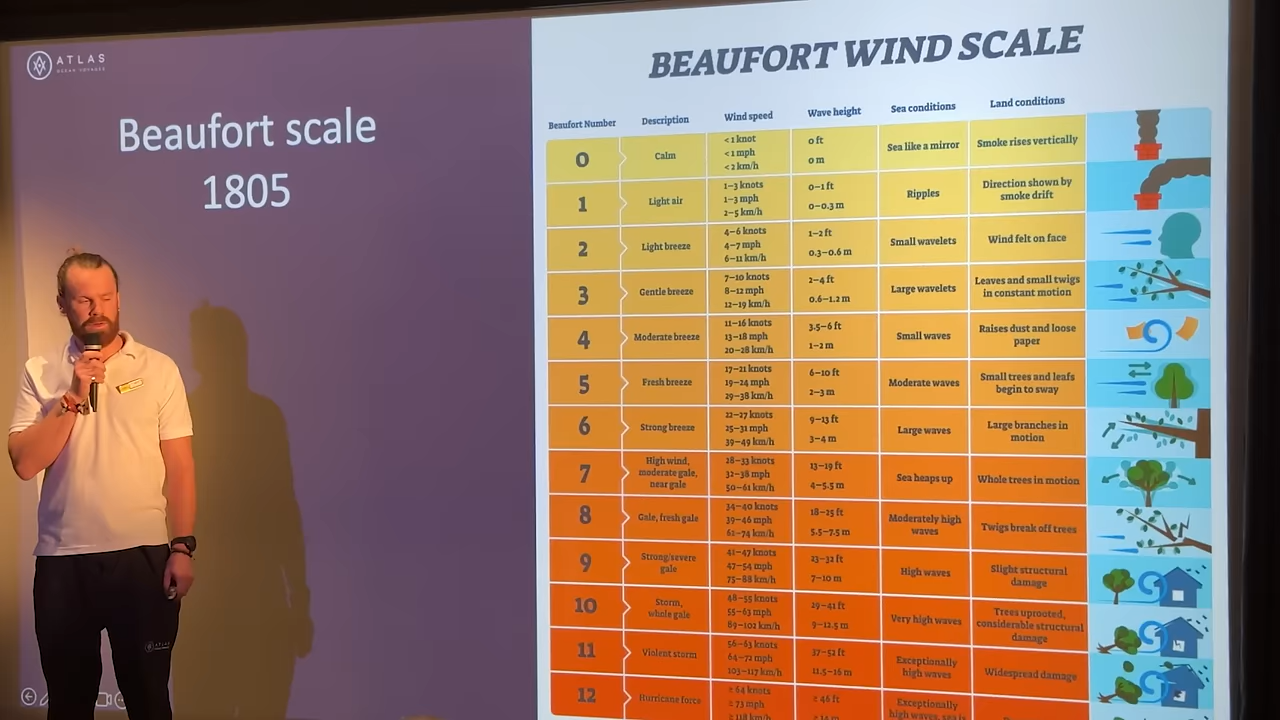 ATLAS
OCEAN VOYAGES
Beaufort scale
1805
BEAUFORT WIND SCALE
Beaufort Number Description Wind speed Wave height Sea conditions Land conditions
0
Calm
< 1 knot
< 1 mph
< 2 km/h
0 ft
0 m
Sea like a mirror
Smoke rises vertically
1
Light air
1–3 knots
1–3 mph
2–5 km/h
0–1 ft
0–0.3 m
Ripples
Direction shown by
smoke drift
2
Light breeze
4–6 knots
4–7 mph
6–11 km/h
1–2 ft
0.3–0.6 m
Small wavelets
Wind felt on face
3
Gentle breeze
7–10 knots
8–12 mph
12–19 km/h
2–4 ft
0.6–1.2 m
Large wavelets
Leaves and small twigs
in constant motion
4
Moderate breeze
11–16 knots
13–18 mph
20–28 km/h
3.5–6 ft
1–2 m
Small waves
Raises dust and loose
paper
5
Fresh breeze
17–21 knots
19–24 mph
29–38 km/h
6–10 ft
2–3 m
Moderate waves
Small trees and leafs
begin to sway
6
Strong breeze
22–27 knots
25–31 mph
39–49 km/h
9–13 ft
3–4 m
Large waves
Large branches in
motion
7
High wind,
moderate gale,
near gale
28–33 knots
32–38 mph
50–61 km/h
13–19 ft
4–5.5 m
Sea heaps up
Whole trees in motion
8
Gale, fresh gale
34–40 knots
39–46 mph
62–74 km/h
18–25 ft
5.5–7.5 m
Moderately high
waves
Twigs break off trees
9
Strong/severe
gale
41–47 knots
47–54 mph
75–88 km/h
23–32 ft
7–10 m
High waves
Slight structural
damage
10
Storm,
whole gale
48–55 knots
55–63 mph
89–102 km/h
29–41 ft
9–12.5 m
Very high waves
Trees uprooted,
considerable structural
damage
11
Violent storm
56–63 knots
64–72 mph
103–117 km/h
37–52 ft
11.5–16 m
Exceptionally
high waves
Widespread damage
12
Hurricane force
≥ 64 knots
≥ 73 mph
≥ 118 km/h
≥ 46 ft
≥ 14 m
Exceptionally
high waves, sea is
ATLAS